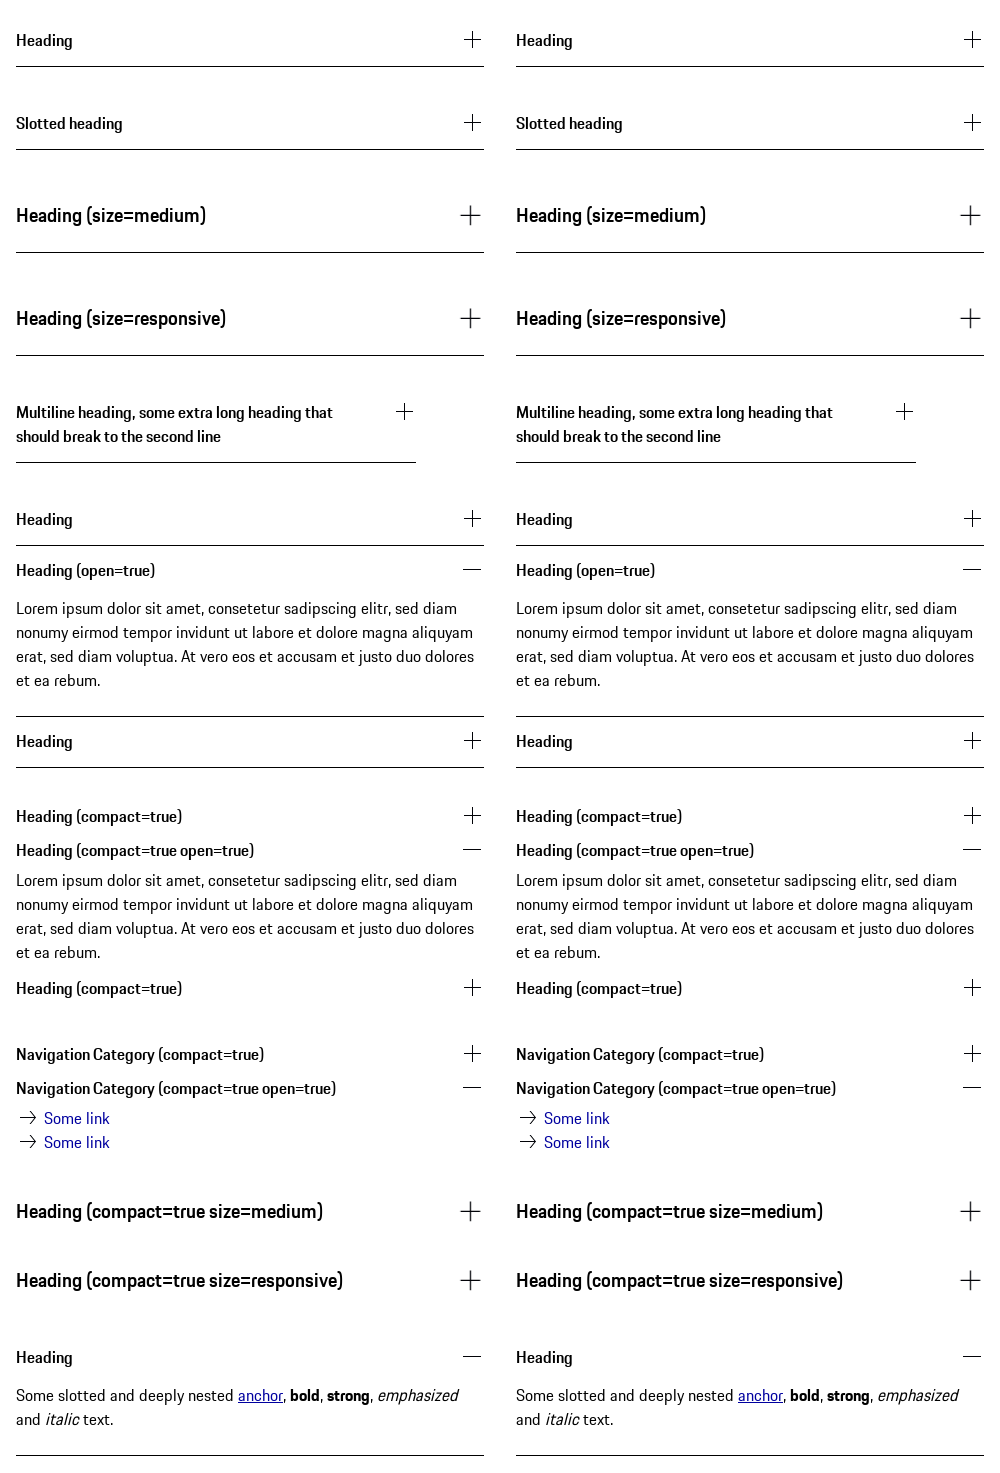 Heading
Slotted heading
Heading (size=medium)
Heading (size=responsive)
Multiline heading, some extra long heading that
should break to the second line
Heading
Heading (open=true)
Lorem ipsum dolor sit amet, consetetur sadipscing elitr, sed diam
nonumy eirmod tempor invidunt ut labore et dolore magna aliquyam
erat, sed diam voluptua. At vero eos et accusam et justo duo dolores
et ea rebum.
Heading
Heading (compact=true)
Heading (compact=true open=true)
Lorem ipsum dolor sit amet, consetetur sadipscing elitr, sed diam
nonumy eirmod tempor invidunt ut labore et dolore magna aliquyam
erat, sed diam voluptua. At vero eos et accusam et justo duo dolores
et ea rebum.
Heading (compact=true)
Navigation Category (compact=true)
Navigation Category (compact=true open=true)
Some link
Some link
Heading (compact=true size=medium)
Heading (compact=true size=responsive)
Heading
Some slotted and deeply nested anchor, bold, strong, emphasized
and italic text.
Heading
Slotted heading
Heading (size=medium)
Heading (size=responsive)
Multiline heading, some extra long heading that
should break to the second line
Heading
Heading (open=true)
Lorem ipsum dolor sit amet, consetetur sadipscing elitr, sed diam
nonumy eirmod tempor invidunt ut labore et dolore magna aliquyam
erat, sed diam voluptua. At vero eos et accusam et justo duo dolores
et ea rebum.
Heading
Heading (compact=true)
Heading (compact=true open=true)
Lorem ipsum dolor sit amet, consetetur sadipscing elitr, sed diam
nonumy eirmod tempor invidunt ut labore et dolore magna aliquyam
erat, sed diam voluptua. At vero eos et accusam et justo duo dolores
et ea rebum.
Heading (compact=true)
Navigation Category (compact=true)
Navigation Category (compact=true open=true)
Some link
Some link
Heading (compact=true size=medium)
Heading (compact=true size=responsive)
Heading
Some slotted and deeply nested anchor, bold, strong, emphasized
and italic text.